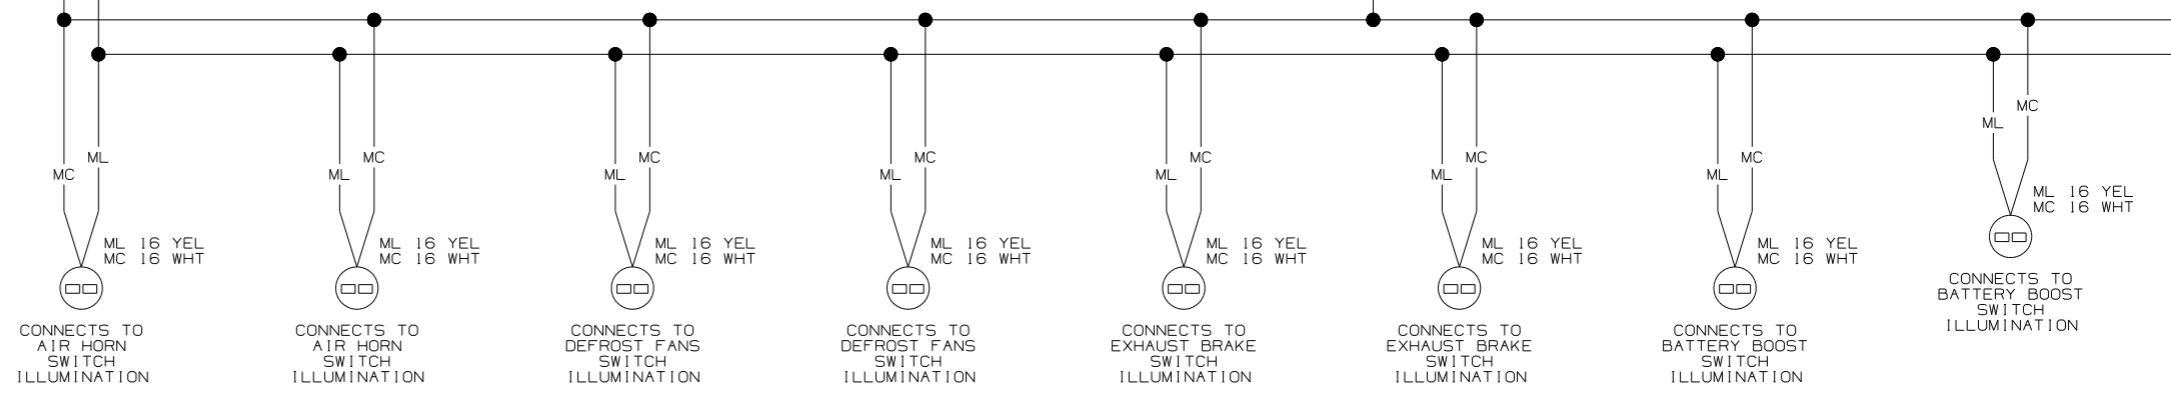 MC
ML
ML 16 YEL
MC 16 WHT
CONNECTS TO
AIR HORN
SWITCH
ILLUMINATION
ML
MC
ML 16 YEL
MC 16 WHT
CONNECTS TO
AIR HORN
SWITCH
ILLUMINATION
ML
MC
ML 16 YEL
MC 16 WHT
CONNECTS TO
DEFROST FANS
SWITCH
ILLUMINATION
ML
MC
ML 16 YEL
MC 16 WHT
CONNECTS TO
DEFROST FANS
SWITCH
ILLUMINATION
ML
MC
ML 16 YEL
MC 16 WHT
CONNECTS TO
EXHAUST BRAKE
SWITCH
ILLUMINATION
ML
MC
ML 16 YEL
MC 16 WHT
CONNECTS TO
EXHAUST BRAKE
SWITCH
ILLUMINATION
ML
MC
ML 16 YEL
MC 16 WHT
CONNECTS TO
BATTERY BOOST
SWITCH
ILLUMINATION
ML
MC
ML 16 YEL
MC 16 WHT
CONNECTS TO
BATTERY BOOST
SWITCH
ILLUMINATION